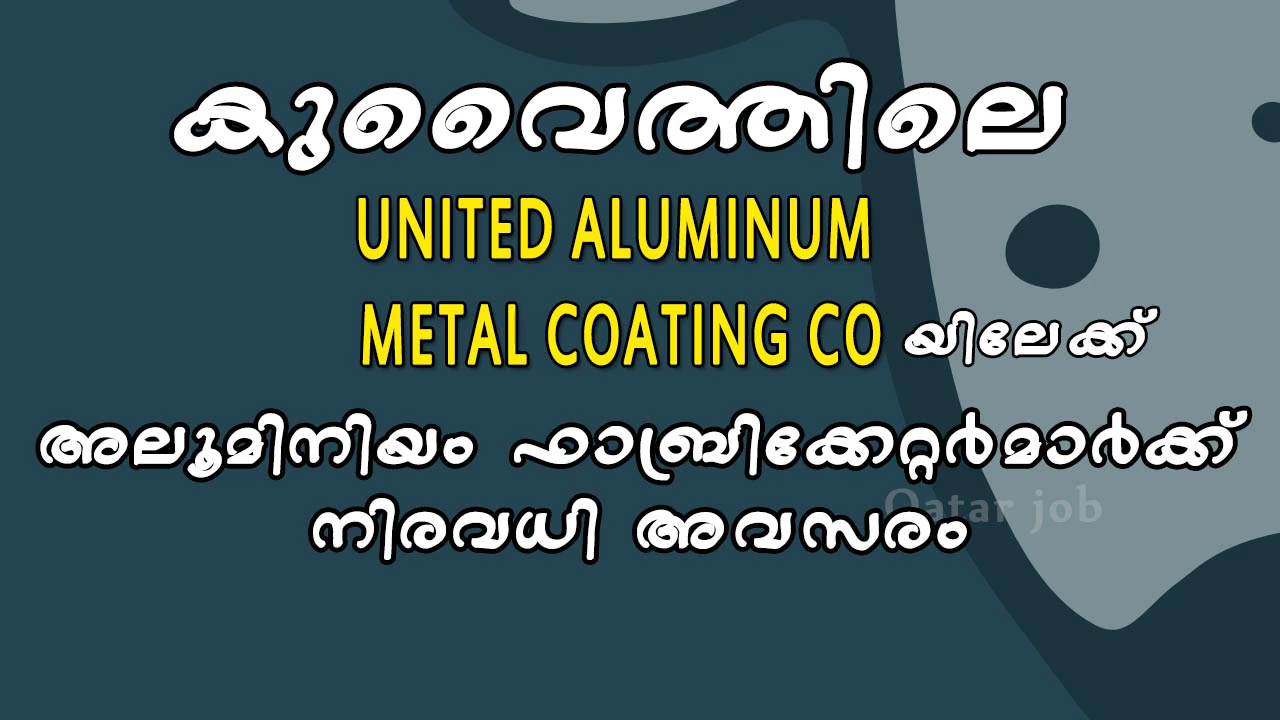 കുവൈത്തിലെ
UNITED ALUMINUM
METAL COATING CO യിലേക്ക്
അലൂമിനിയം ഫാബ്രിക്കേറ്റർമാർക്ക്
Qatar job
നിരവധി അവസരം